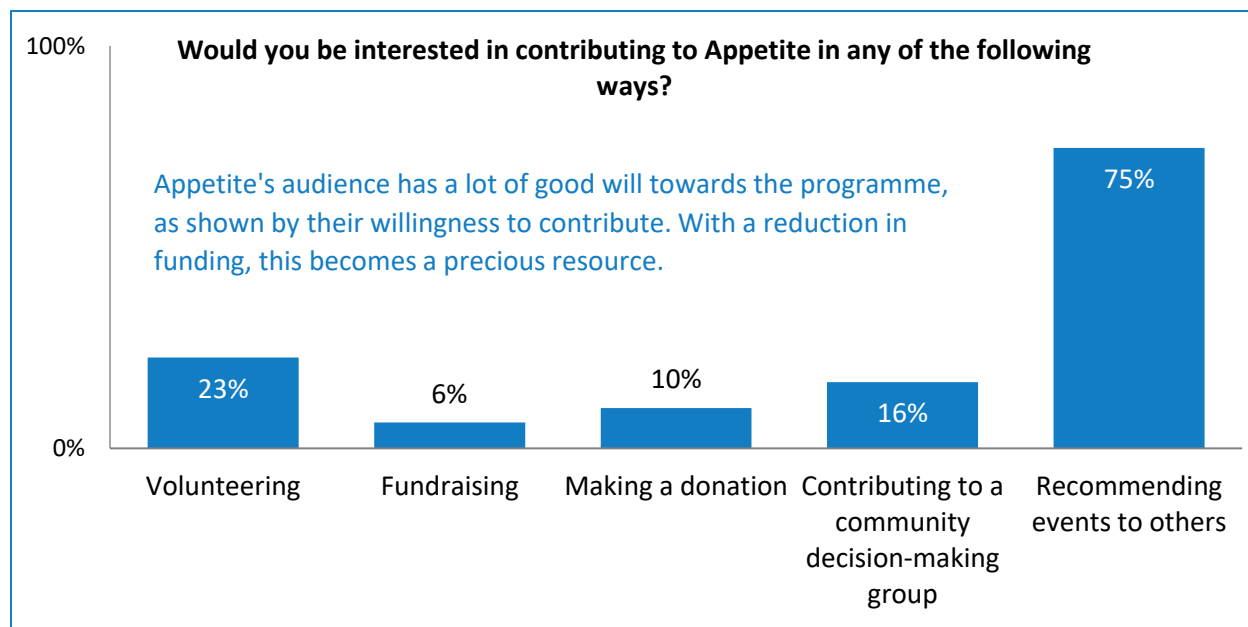 100%
Would you be interested in contributing to Appetite in any of the following
ways?
Appetite's audience has a lot of good will towards the programme,
as shown by their willingness to contribute. With a reduction in
funding, this becomes a precious resource.
75%
23%
6%
10%
16%
0%
Volunteering
Fundraising
Making a donation
Contributing to a
community
decision-making
group
Recommending
events to others